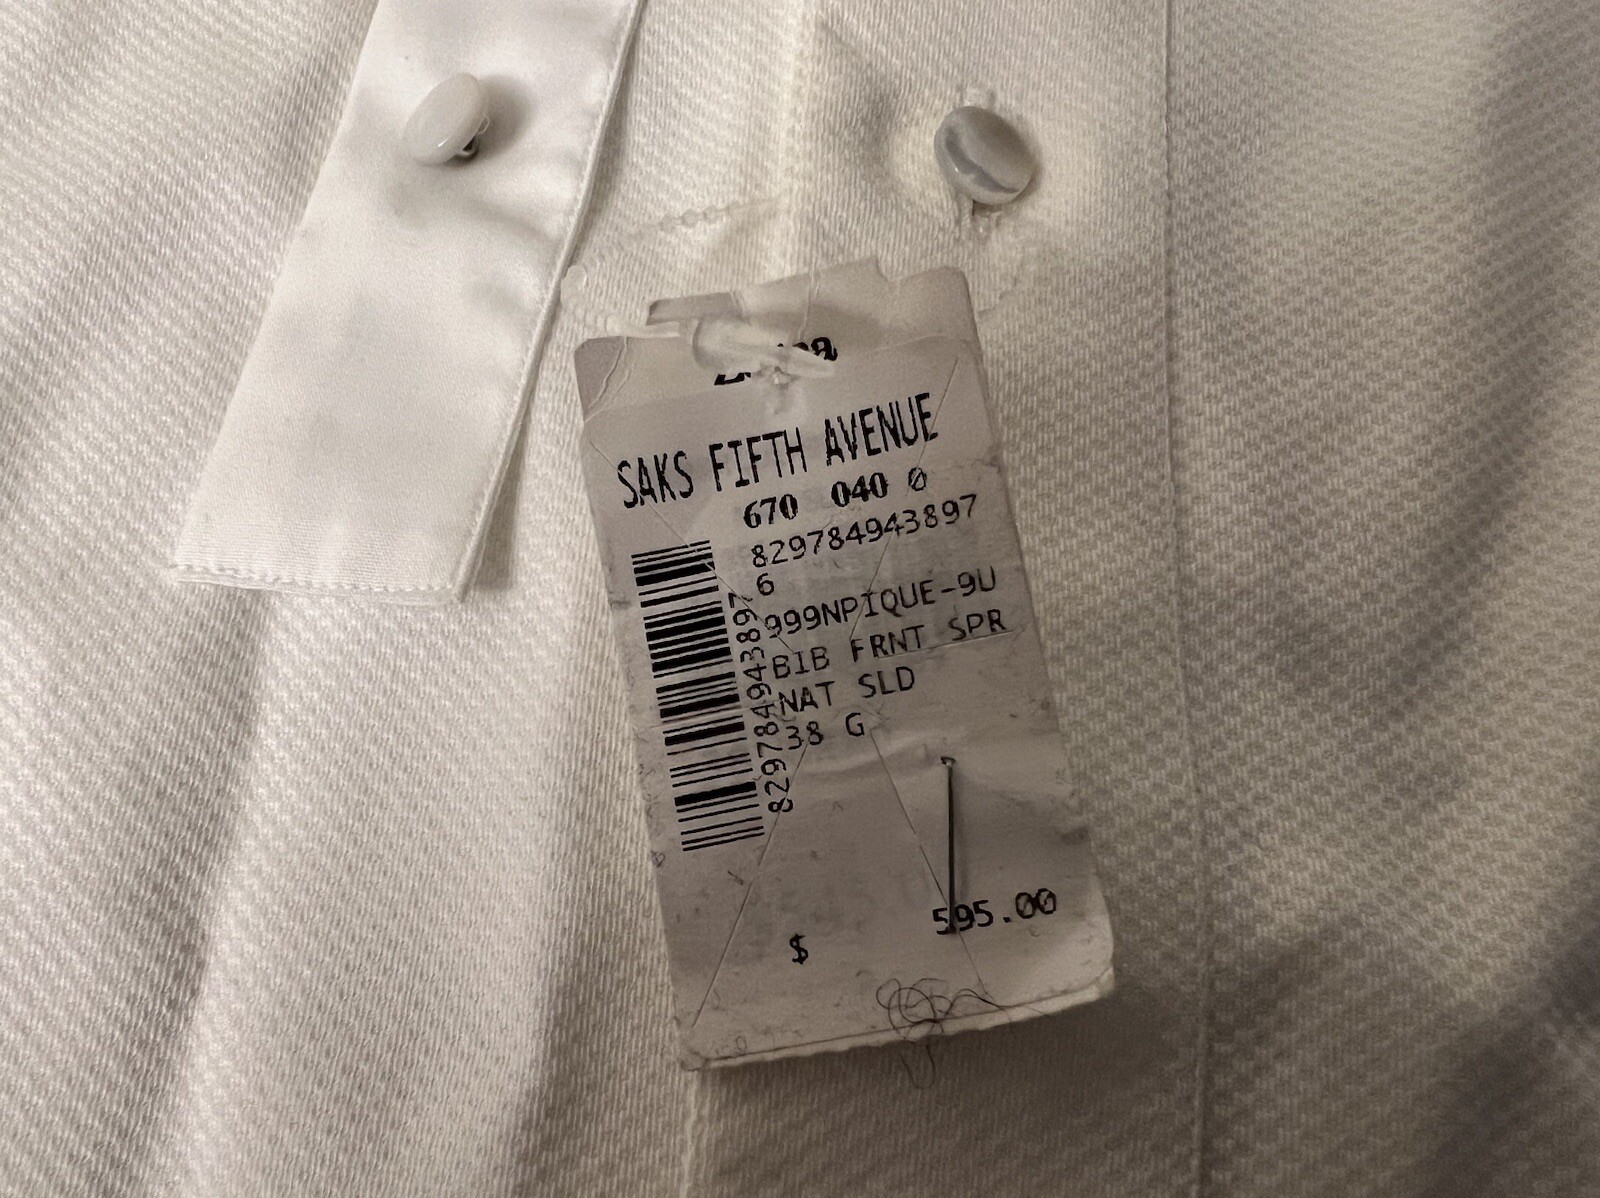 SAKS FIFTH AVENUE
670 040 0
829784943897
6
999NPIQUE-9U
BIB FRNT SPR
NAT SLD
38 G
829784943897
$ 595.00